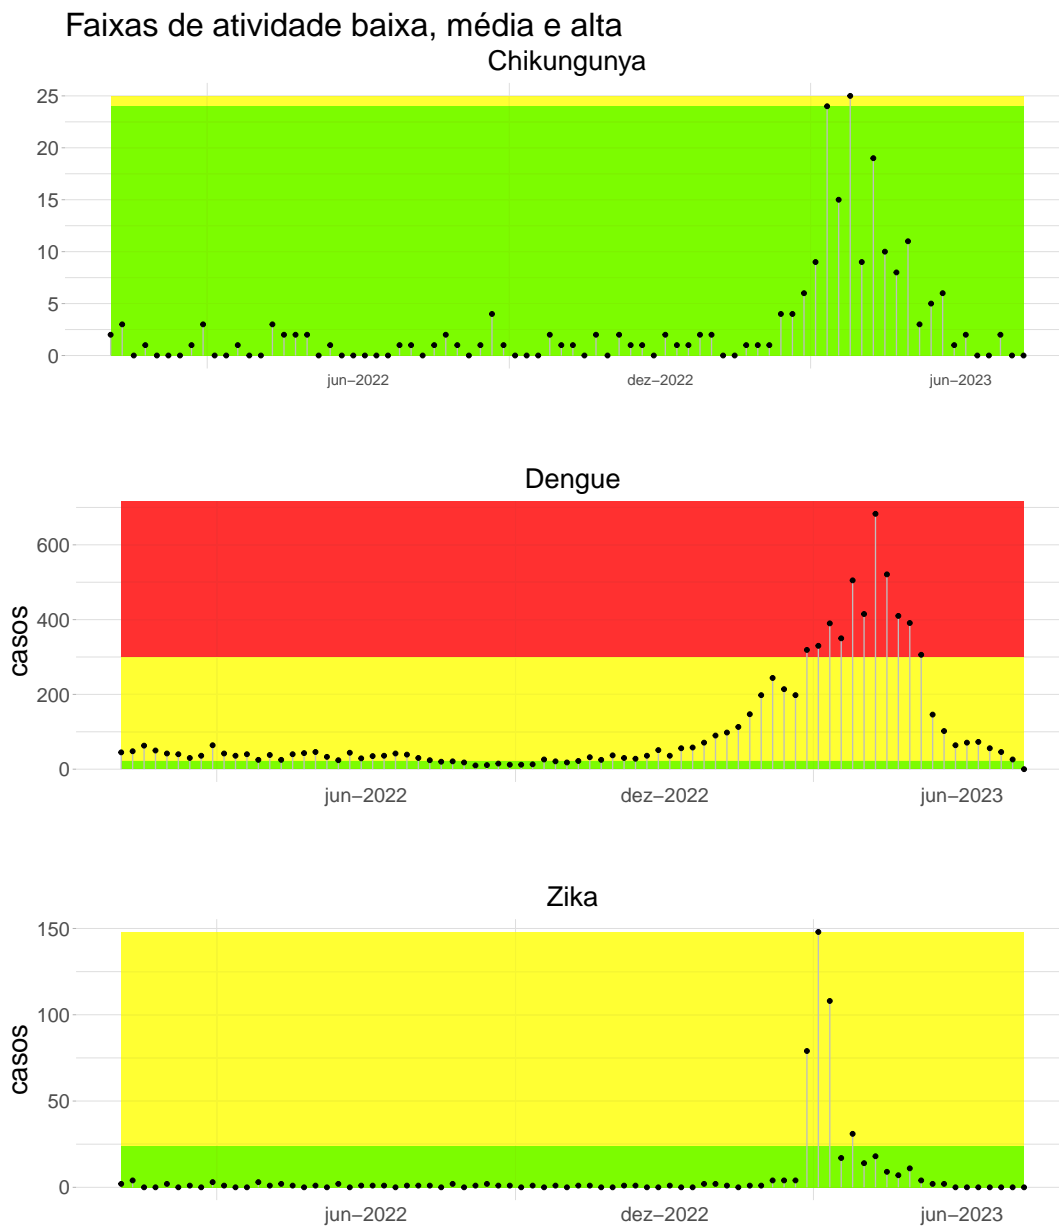 Faixas de atividade baixa, média e alta
Chikungunya
25
20
15
10
5
0
jun−2022
dez−2022
jun−2023
Dengue
casos
600
400
200
0
jun−2022
dez−2022
jun−2023
Zika
casos
150
100
50
0
jun−2022
dez−2022
jun−2023